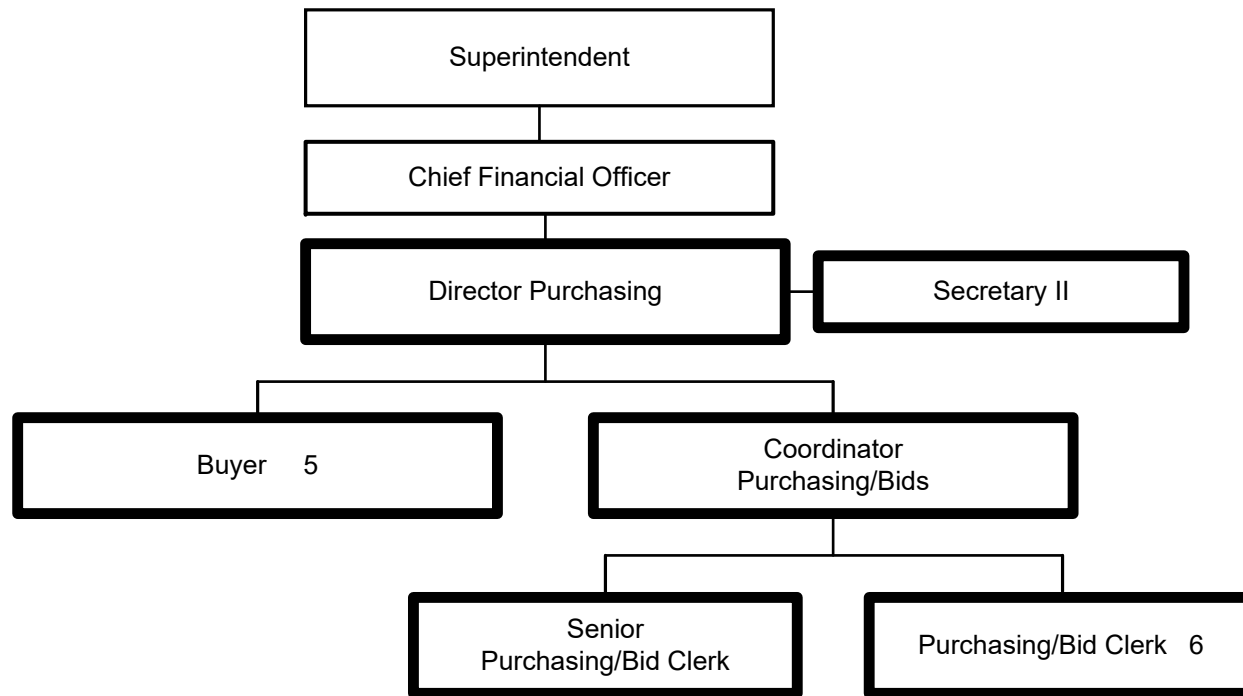 Superintendent
Chief Financial Officer
Director Purchasing
Secretary II
Buyer 5
Coordinator
Purchasing/Bids
Senior
Purchasing/Bid Clerk
Purchasing/Bid Clerk 6